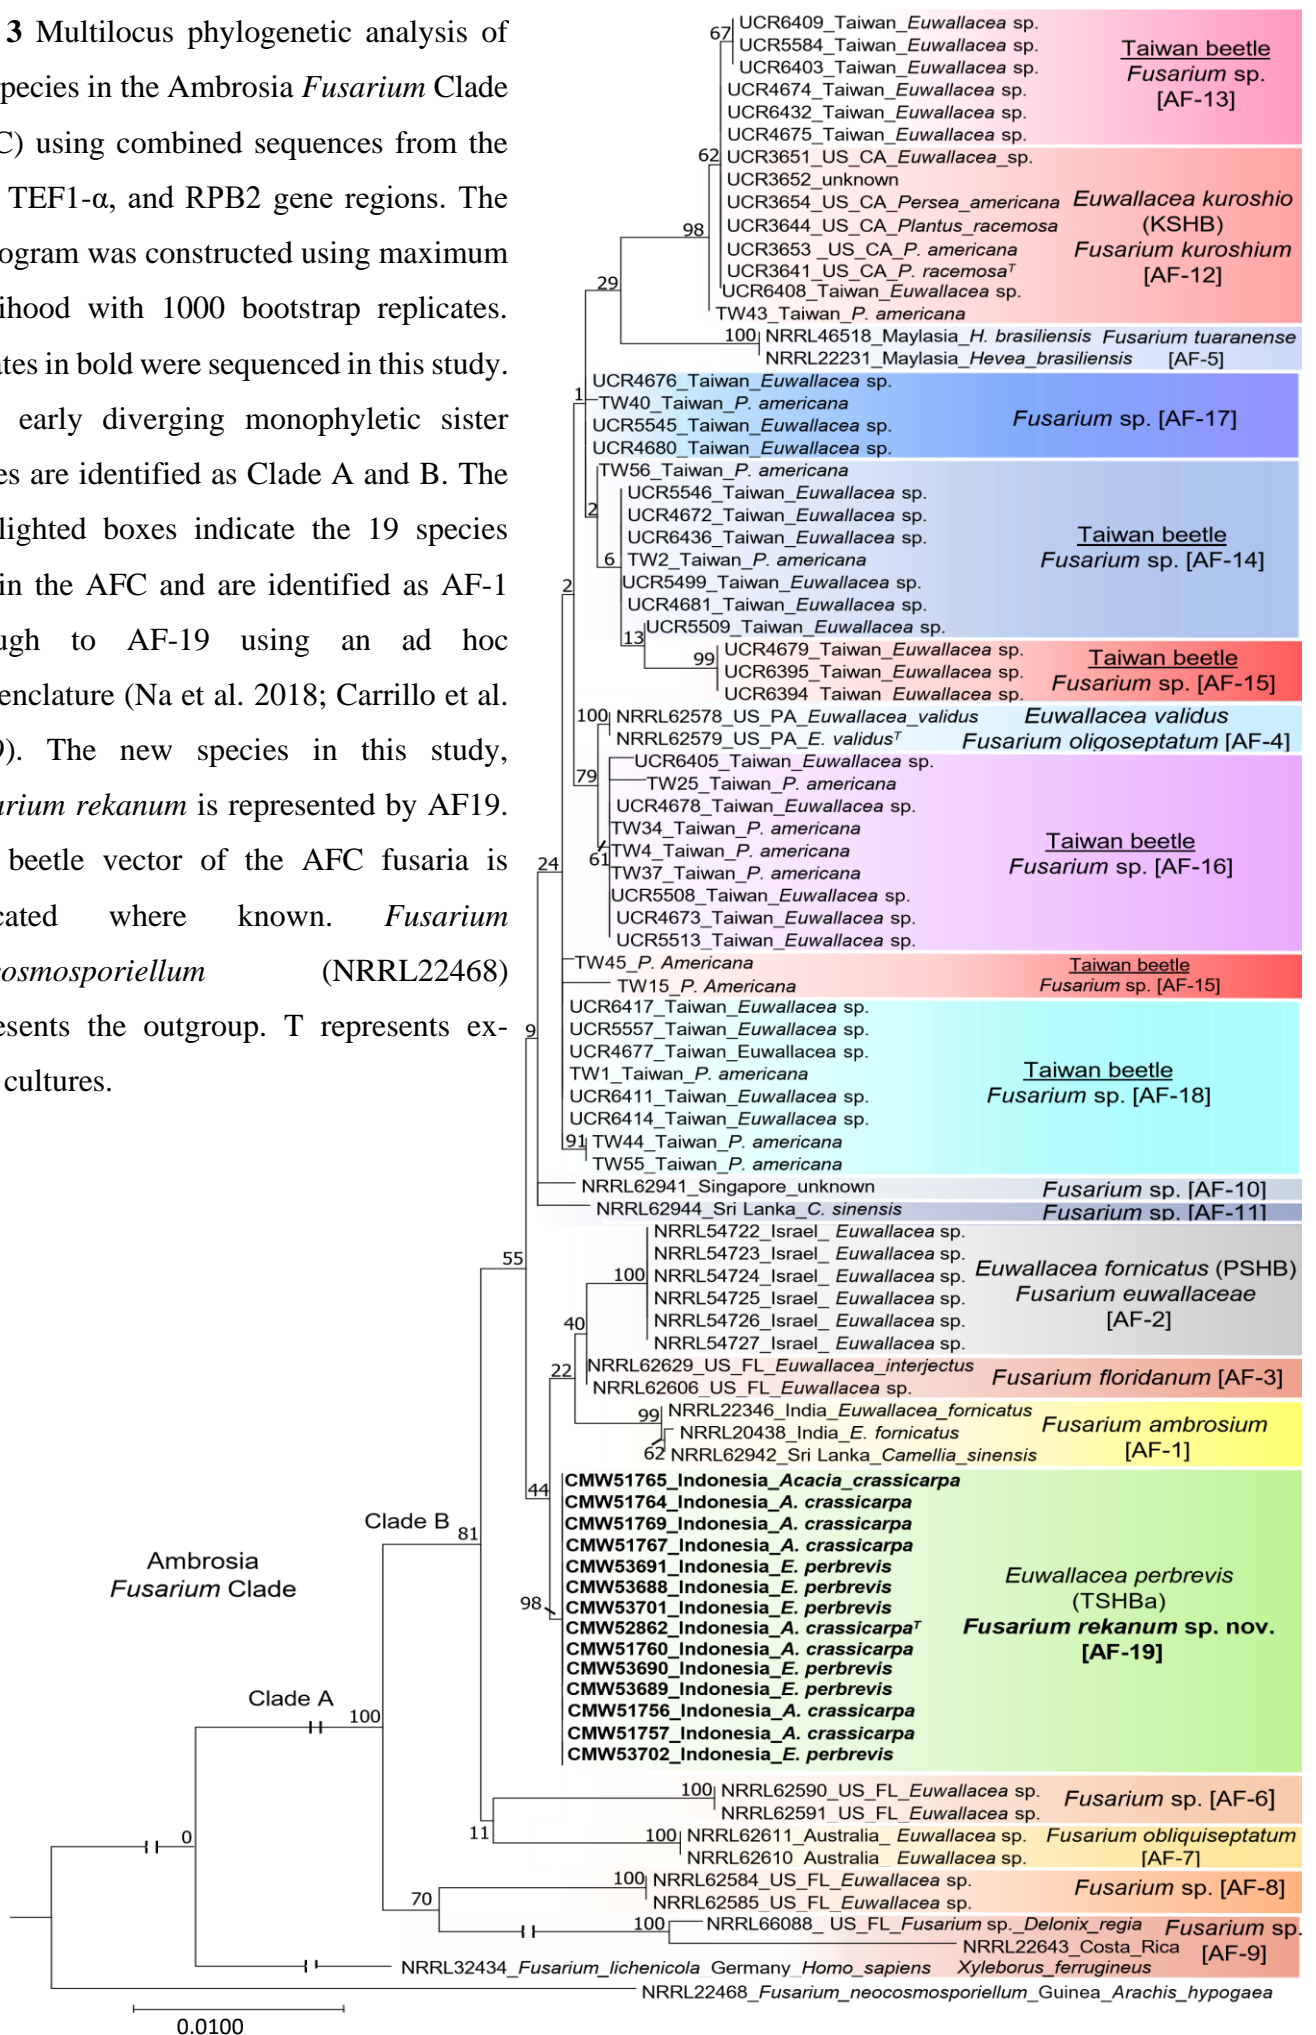 3 Multilocus phylogenetic analysis of
pecies in the Ambrosia Fusarium Clade
C) using combined sequences from the
TEF1-α, and RPB2 gene regions. The
ogram was constructed using maximum
ihood with 1000 bootstrap replicates.
ates in bold were sequenced in this study.
early diverging monophyletic sister
es are identified as Clade A and B. The
lighted boxes indicate the 19 species
in the AFC and are identified as AF-1
ugh to AF-19 using an ad hoc
enclature (Na et al. 2018; Carrillo et al.
9). The new species in this study,
arium rekanum is represented by AF19.
beetle vector of the AFC fusaria is
cated where known. Fusarium
cosmosporiellum (NRRL22468)
esents the outgroup. T represents ex-
cultures.
67
UCR6409_Taiwan_Euwallacea sp.
UCR5584_Taiwan_Euwallacea sp.
UCR6403_Taiwan_Euwallacea sp.
UCR4674_Taiwan_Euwallacea sp.
UCR6432_Taiwan_Euwallacea sp.
UCR4675_Taiwan_Euwallacea sp.
Taiwan beetle
Fusarium sp.
[AF-13]
62
98
UCR3651_US_CA_Euwallacea_sp.
UCR3652_unknown
UCR3654_US_CA_Persea_americana
UCR3644_US_CA_Plantus_racemosa
UCR3653 _US_CA_P. americana
UCR3641_US_CA_P. racemosaT
UCR6408_Taiwan_Euwallacea sp.
TW43_Taiwan_P. americana
Euwallacea kuroshio
(KSHB)
Fusarium kuroshium
[AF-12]
29
100
NRRL46518_Maylasia_H. brasiliensis Fusarium tuaranense
NRRL22231_Maylasia_Hevea_brasiliensis [AF-5]
1
UCR4676_Taiwan_Euwallacea sp.
TW40_Taiwan_P. americana
UCR5545_Taiwan_Euwallacea sp.
UCR4680_Taiwan_Euwallacea sp.
Fusarium sp. [AF-17]
2
6
TW56_Taiwan_P. americana
UCR5546_Taiwan_Euwallacea sp.
UCR4672_Taiwan_Euwallacea sp.
UCR6436_Taiwan_Euwallacea sp.
TW2_Taiwan_P. americana
UCR5499_Taiwan_Euwallacea sp.
UCR4681_Taiwan_Euwallacea sp.
UCR5509_Taiwan_Euwallacea sp.
Taiwan beetle
Fusarium sp. [AF-14]
2
13
99
UCR4679_Taiwan_Euwallacea sp.
UCR6395_Taiwan_Euwallacea sp.
UCR6394_Taiwan_Euwallacea sp.
Taiwan beetle
Fusarium sp. [AF-15]
100
NRRL62578_US_PA_Euwallacea_validus
NRRL62579_US_PA_E. validusT
Euwallacea validus
Fusarium oligoseptatum [AF-4]
79
61
UCR6405_Taiwan_Euwallacea sp.
TW25_Taiwan_P. americana
UCR4678_Taiwan_Euwallacea sp.
TW34_Taiwan_P. americana
TW4_Taiwan_P. americana
TW37_Taiwan_P. americana
UCR5508_Taiwan_Euwallacea sp.
UCR4673_Taiwan_Euwallacea sp.
UCR5513_Taiwan_Euwallacea sp.
Taiwan beetle
Fusarium sp. [AF-16]
24
TW45_P. Americana
TW15_P. Americana
Taiwan beetle
Fusarium sp. [AF-15]
9
UCR6417_Taiwan_Euwallacea sp.
UCR5557_Taiwan_Euwallacea sp.
UCR4677_Taiwan_Euwallacea sp.
TW1_Taiwan_P. americana
UCR6411_Taiwan_Euwallacea sp.
UCR6414_Taiwan_Euwallacea sp.
91
TW44_Taiwan_P. americana
TW55_Taiwan_P. americana
Taiwan beetle
Fusarium sp. [AF-18]
NRRL62941_Singapore_unknown Fusarium sp. [AF-10]
NRRL62944_Sri Lanka_C. sinensis Fusarium sp. [AF-11]
55
100
NRRL54722_Israel_ Euwallacea sp.
NRRL54723_Israel_ Euwallacea sp.
NRRL54724_Israel_ Euwallacea sp.
NRRL54725_Israel_ Euwallacea sp.
NRRL54726_Israel_ Euwallacea sp.
NRRL54727_Israel_ Euwallacea sp.
Euwallacea fornicatus (PSHB)
Fusarium euwallaceae
[AF-2]
40
22
NRRL62629_US_FL_Euwallacea_interjectus
NRRL62606_US_FL_Euwallacea sp.
Fusarium floridanum [AF-3]
99
62
NRRL22346_India_Euwallacea_fornicatus
NRRL20438_India_E. fornicatus
NRRL62942_Sri Lanka_Camellia_sinensis
Fusarium ambrosium
[AF-1]
44
98
CMW51765_Indonesia_Acacia_crassicarpa
CMW51764_Indonesia_A. crassicarpa
CMW51769_Indonesia_A. crassicarpa
CMW51767_Indonesia_A. crassicarpa
CMW53691_Indonesia_E. perbrevis
CMW53688_Indonesia_E. perbrevis
CMW53701_Indonesia_E. perbrevis
CMW52862_Indonesia_A. crassicarpaT
CMW51760_Indonesia_A. crassicarpa
CMW53690_Indonesia_E. perbrevis
CMW53689_Indonesia_E. perbrevis
CMW51756_Indonesia_A. crassicarpa
CMW51757_Indonesia_A. crassicarpa
CMW53702_Indonesia_E. perbrevis
Euwallacea perbrevis
(TSHBa)
Fusarium rekanum sp. nov.
[AF-19]
Clade B
81
Ambrosia
Fusarium Clade
Clade A
100
0
11
100
NRRL62590_US_FL_Euwallacea sp.
NRRL62591_US_FL_Euwallacea sp.
Fusarium sp. [AF-6]
100
NRRL62611_Australia_ Euwallacea sp.
NRRL62610_Australia_ Euwallacea sp.
Fusarium obliquiseptatum
[AF-7]
70
100
NRRL62584_US_FL_Euwallacea sp.
NRRL62585_US_FL_Euwallacea sp.
Fusarium sp. [AF-8]
100
NRRL66088_ US_FL_Fusarium sp._Delonix_regia
NRRL22643_Costa_Rica
Xyleborus_ferrugineus
Fusarium sp.
[AF-9]
NRRL32434_Fusarium_lichenicola_Germany_Homo_sapiens
NRRL22468_Fusarium_neocosmosporiellum_Guinea_Arachis_hypogaea
0.0100